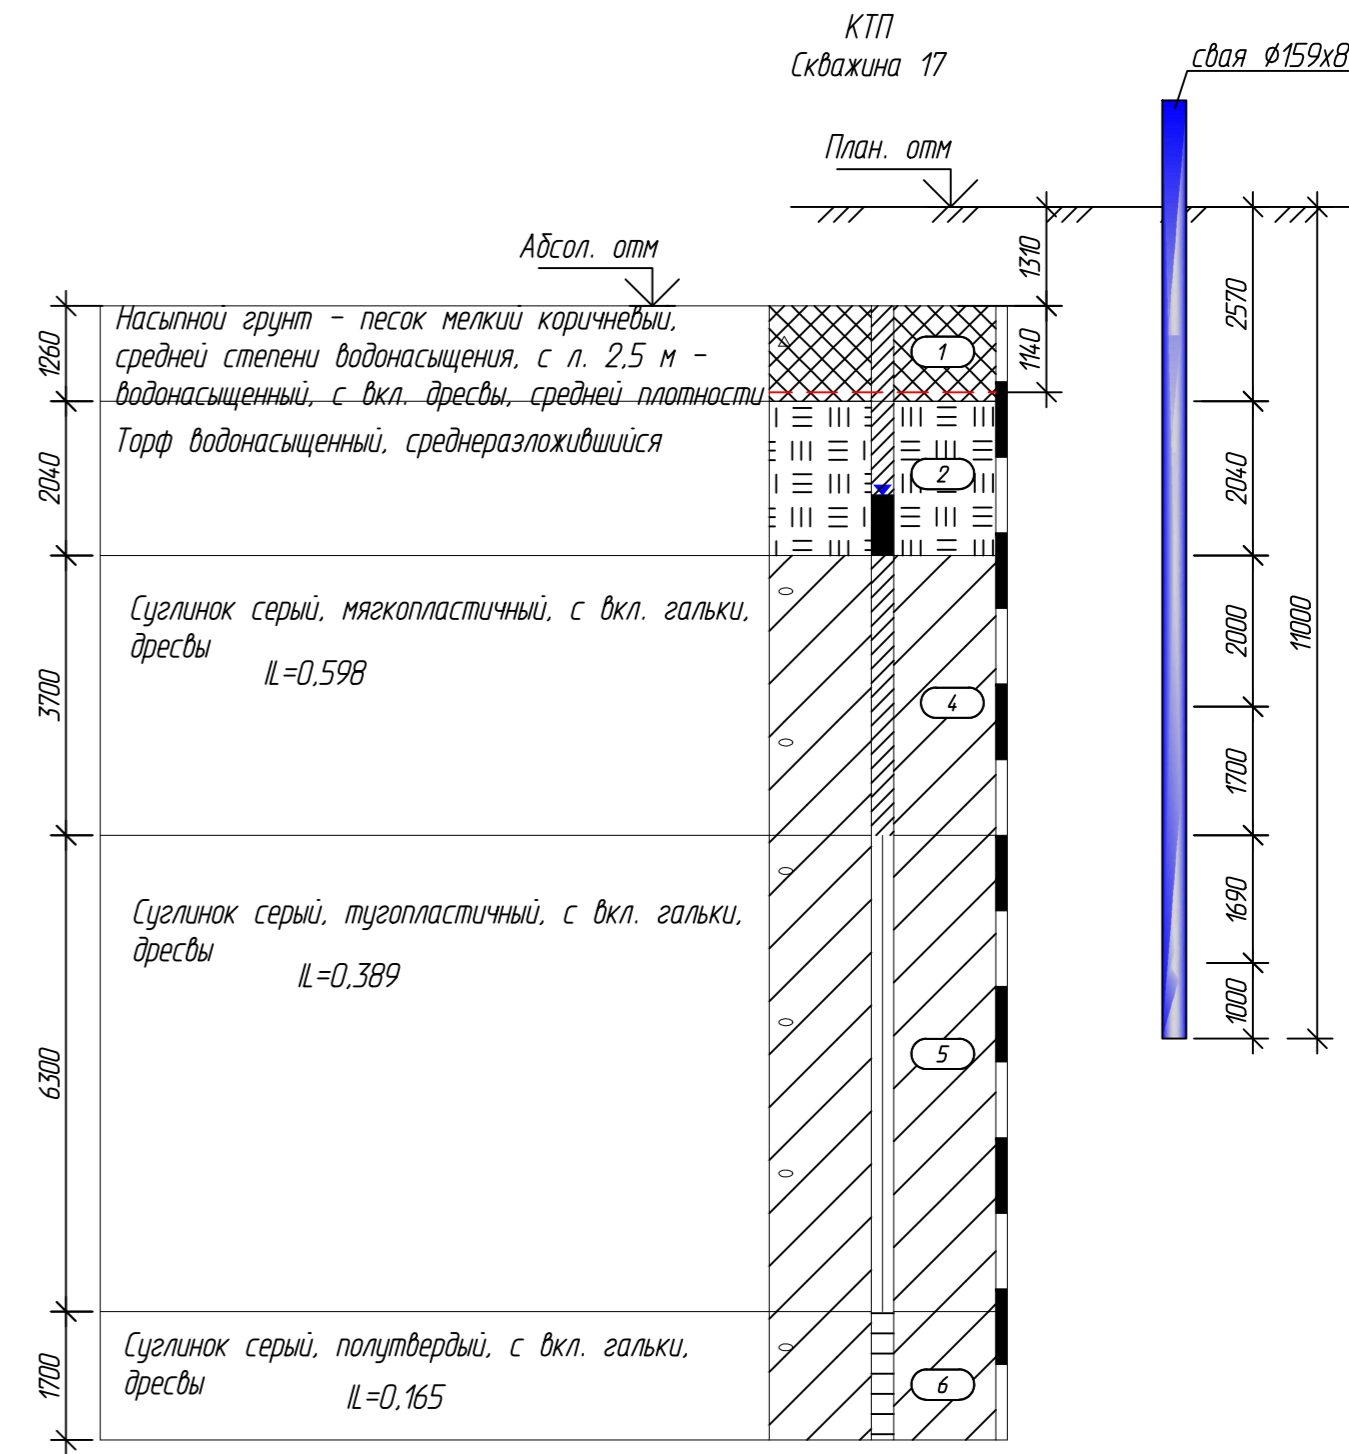 КТП
Скважина 17
свая ϕ159х8
План. отм
Абсол. отм
1310
1140
2570
2040
2000
1700
1690
1000
11000
1260
2040
3700
6300
1700
Насыпной грунт - песок мелкий коричневый,
средней степени водонасыщения, с л. 2,5 м -
водонасыщенный, с вкл. дресвы, средней плотности
1
Торф водонасыщенный, среднеразложившийся
2
Суглинок серый, мягкопластичный, с вкл. гальки,
дресвы
IL=0,598
4
Суглинок серый, тугопластичный, с вкл. гальки,
дресвы
IL=0,389
5
Суглинок серый, полутвердый, с вкл. гальки,
дресвы
IL=0,165
6